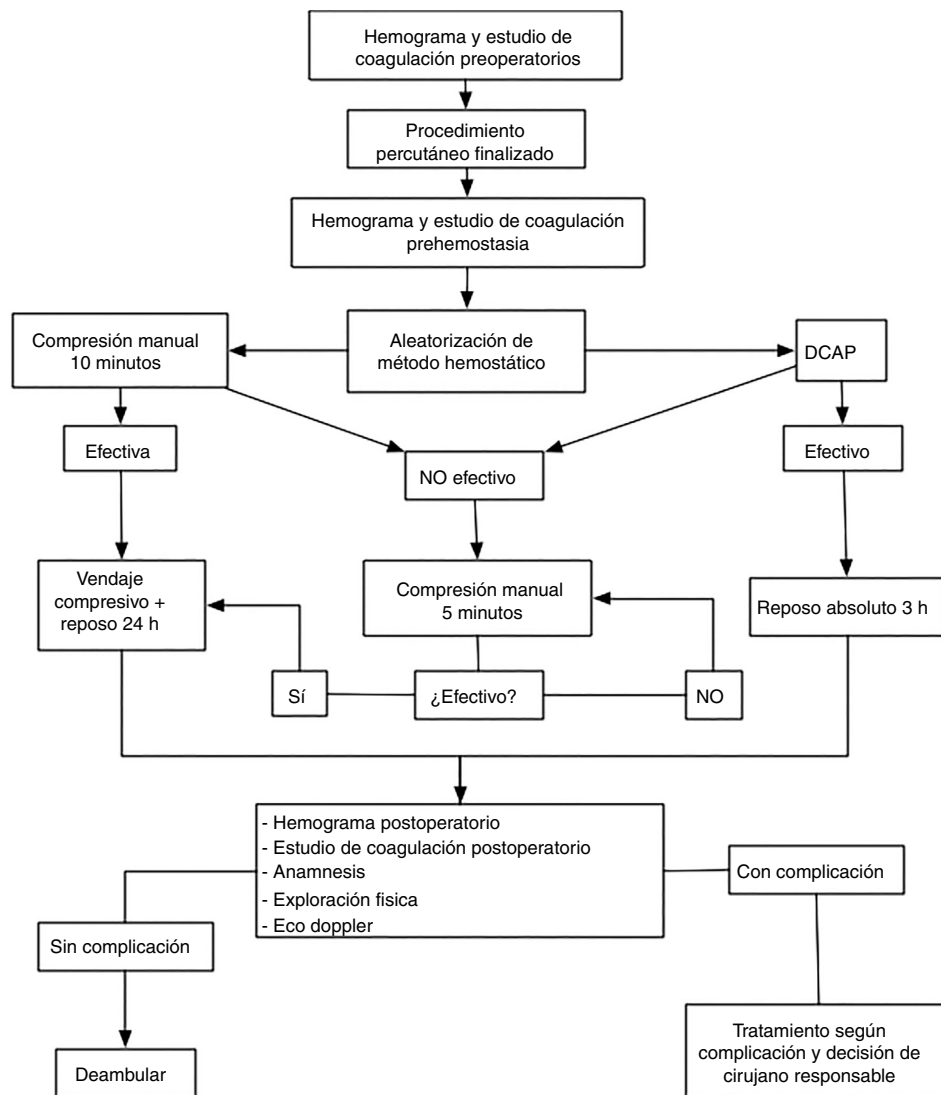 Hemograma y estudio de
coagulación preoperatorios
Procedimiento
percutáneo finalizado
Hemograma y estudio de coagulación
prehemostasia
Compresión manual
10 minutos
Aleatorización de
método hemostático
DCAP
Efectiva
NO efectivo
Efectivo
Vendaje
compresivo +
reposo 24 h
Compresión manual
5 minutos
Reposo absoluto 3 h
Sí
¿Efectivo?
NO
- Hemograma postoperatorio
- Estudio de coagulación postoperatorio
- Anamnesis
- Exploración fisica
- Eco doppler
Con complicación
Sin complicación
Deambular
Tratamiento según
complicación y decisión de
cirujano responsable